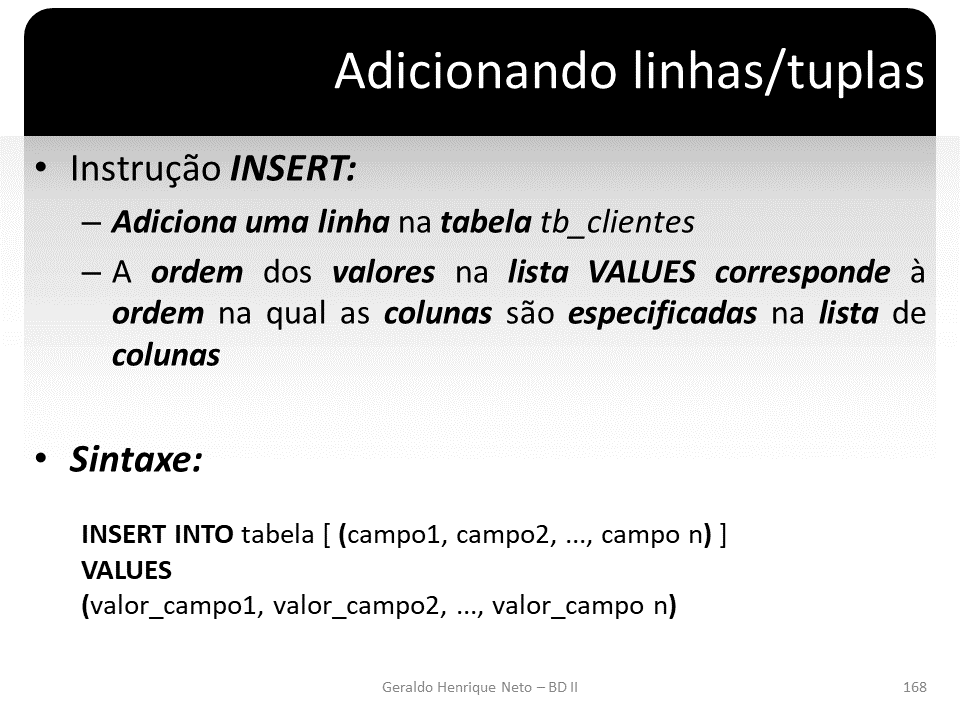 Adicionando linhas/tuplas
• Instrução INSERT:
– Adiciona uma linha na tabela tb_clientes
– A ordem dos valores na lista VALUES corresponde à
ordem na qual as colunas são especificadas na lista de
colunas
• Sintaxe:
INSERT INTO tabela [ (campo1, campo2, ..., campo n) ]
VALUES
(valor_campo1, valor_campo2, ..., valor_campo n)
Geraldo Henrique Neto – BD II
168